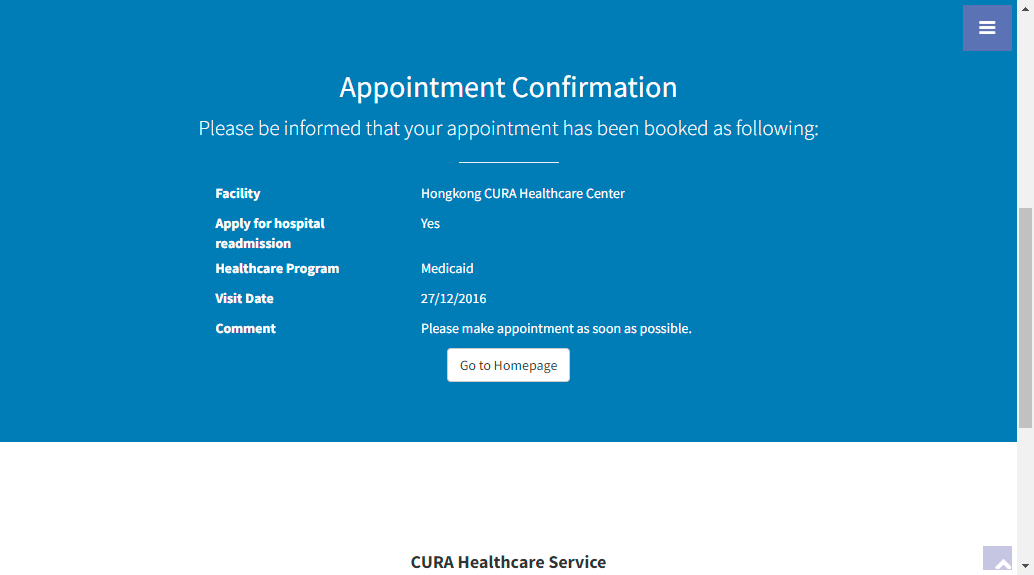 Appointment Confirmation
Please be informed that your appointment has been booked as following:
Facility Hongkong CURA Healthcare Center
Apply for hospital Yes
readmission
Healthcare Program Medicaid
Visit Date 27/12/2016
Comment Please make appointment as soon as possible.
Go to Homepage
CURA Healthcare Service